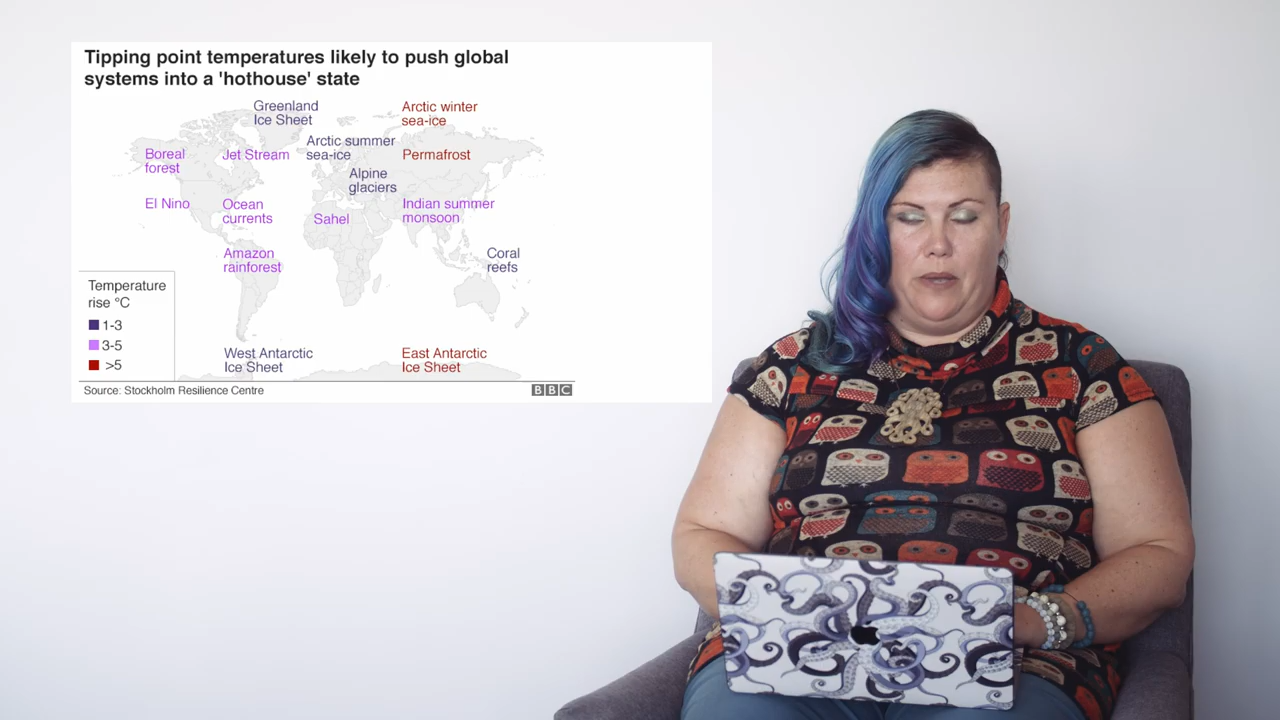 Tipping point temperatures likely to push global
systems into a 'hothouse' state
Greenland
Ice Sheet
Arctic winter
sea-ice
Arctic summer
sea-ice
Boreal
forest
Jet Stream
Permafrost
Alpine
glaciers
El Nino
Ocean
currents
Sahel
Indian summer
monsoon
Amazon
rainforest
Coral
reefs
Temperature
rise °C
1-3
3-5
>5
West Antarctic
Ice Sheet
East Antarctic
Ice Sheet
Source: Stockholm Resilience Centre
BBC